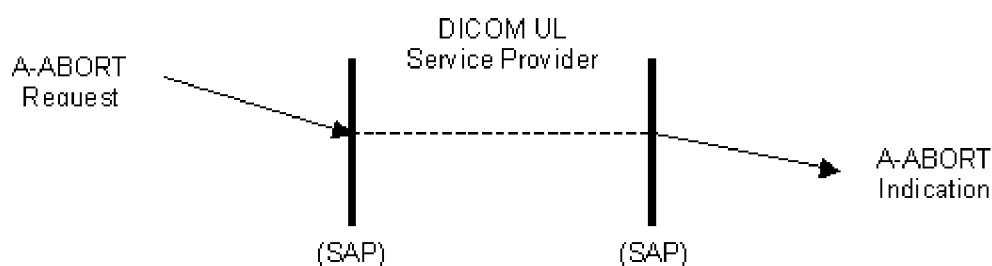 DICOM UL
Service Provider
A-ABORT
Request
A-ABORT
Indication
(SAP)
(SAP)